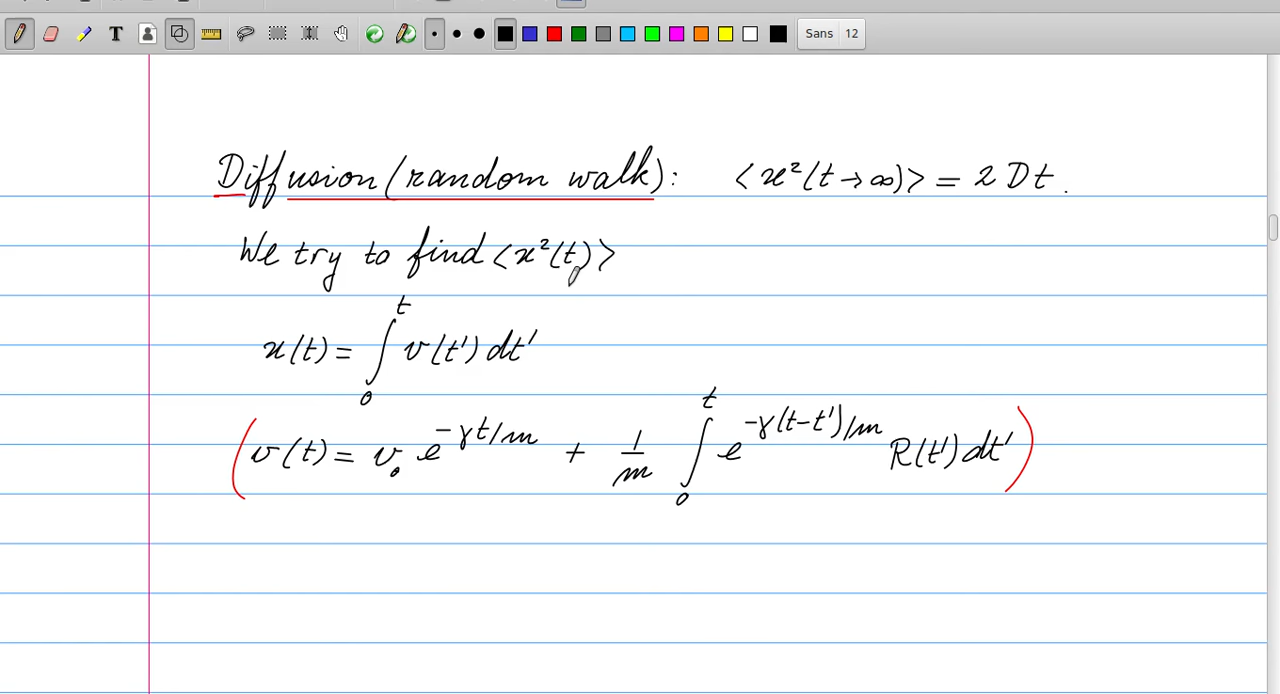 T Sans 12
Diffusion (random walk): ⟨x²(t→∞)⟩ = 2Dt.
We try to find ⟨x²(t)⟩
x(t) = ∫₀ᵗ v(t′) dt′
(v(t) = v₀ e^{-γt/m} + 1/m ∫₀ᵗ e^{-γ(t-t′)/m} R(t′) dt′)